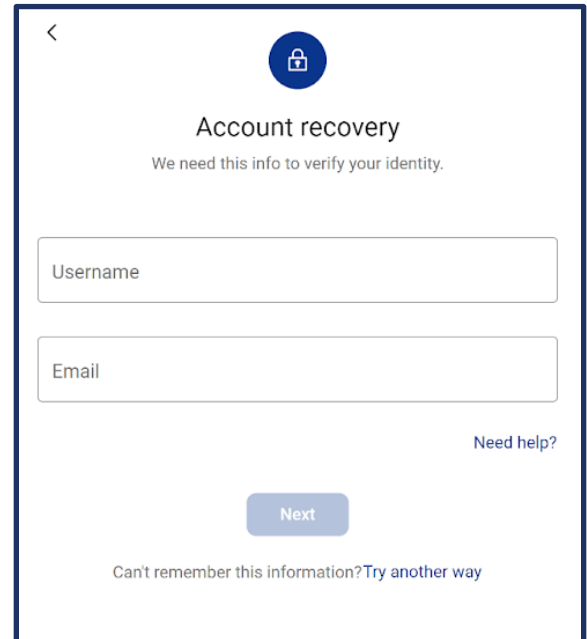 Account recovery
We need this info to verify your identity.
Username
Email
Need help?
Next
Can't remember this information?Try another way